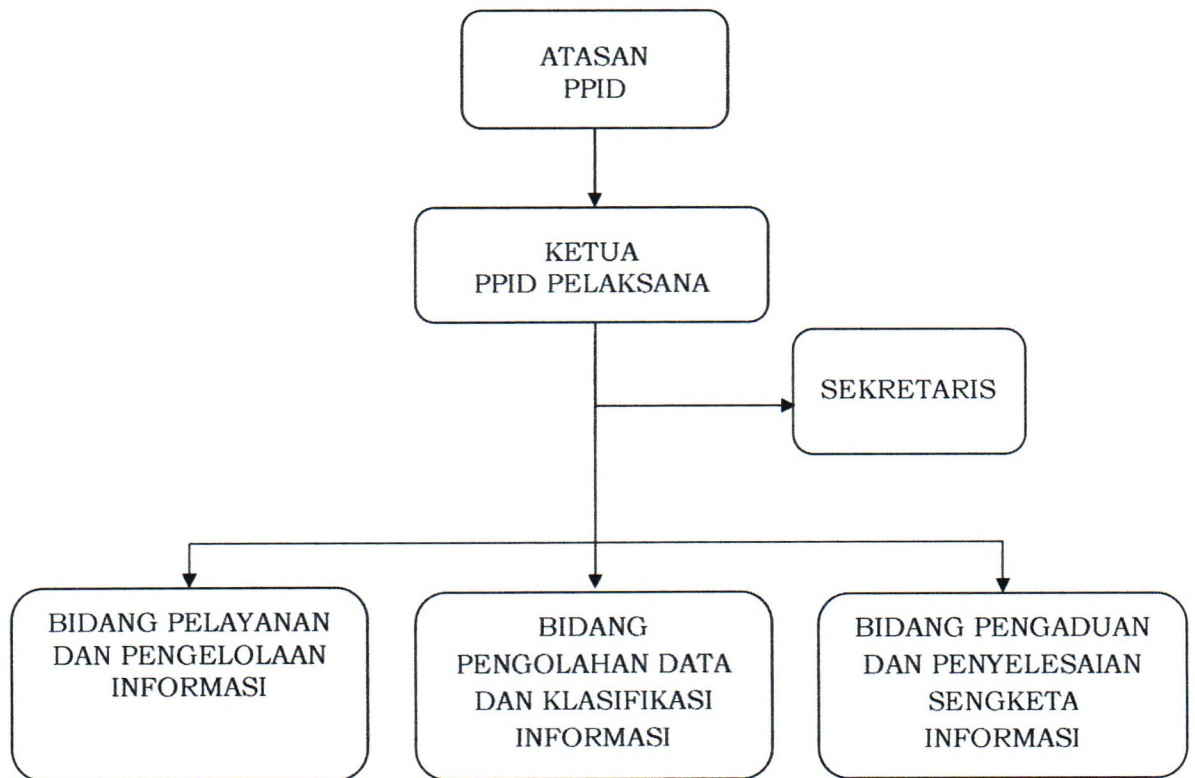 ATASAN
PPID
KETUA
PPID PELAKSANA
SEKRETARIS
BIDANG PELAYANAN
DAN PENGELOLAAN
INFORMASI
BIDANG
PENGOLAHAN DATA
DAN KLASIFIKASI
INFORMASI
BIDANG PENGADUAN
DAN PENYELESAIAN
SENGKETA
INFORMASI